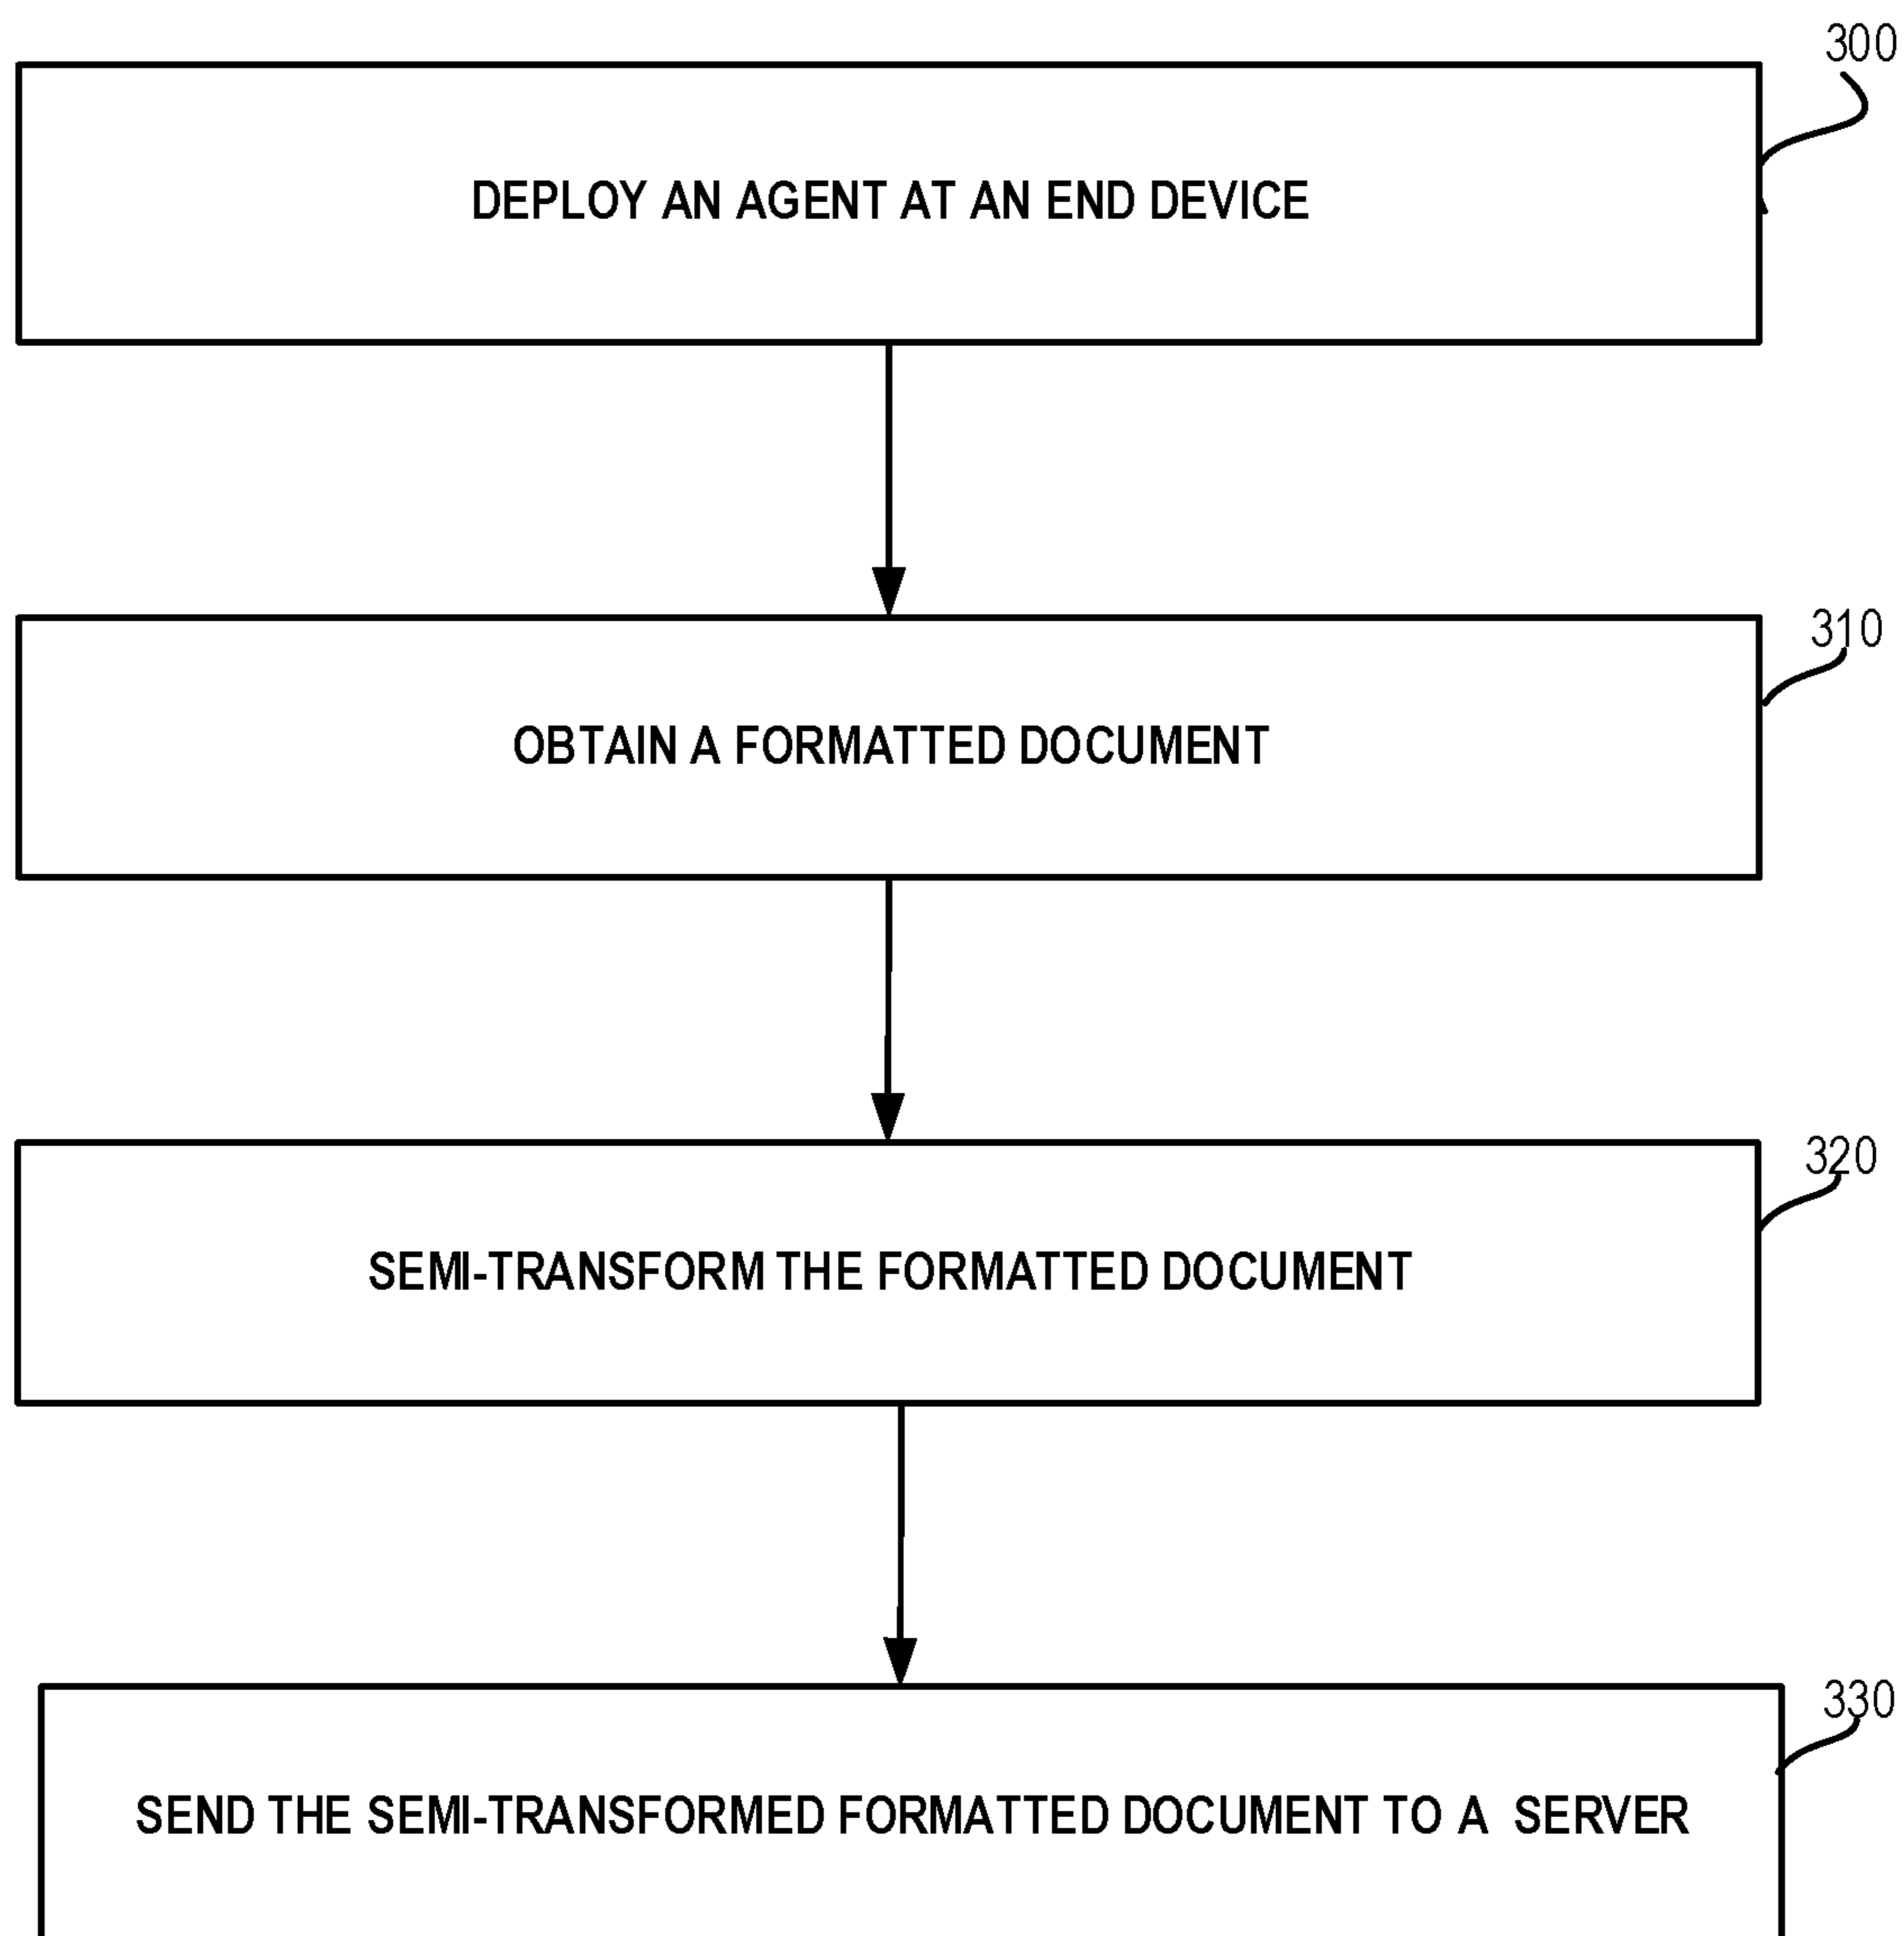 300
DEPLOY AN AGENT AT AN END DEVICE
310
OBTAIN A FORMATTED DOCUMENT
320
SEMI-TRANSFORM THE FORMATTED DOCUMENT
330
SEND THE SEMI-TRANSFORMED FORMATTED DOCUMENT TO A SERVER